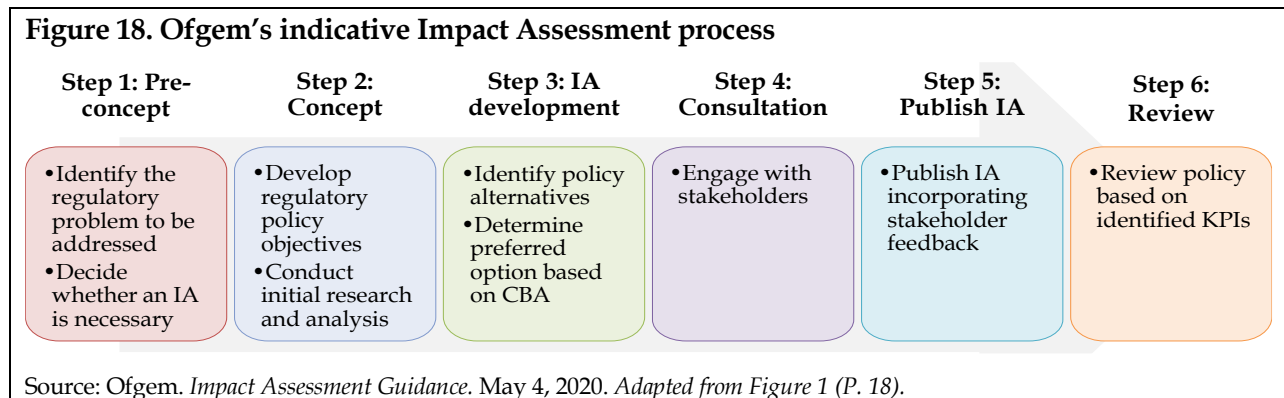 Figure 18. Ofgem’s indicative Impact Assessment process
Step 1: Pre-
concept
Step 2:
Concept
Step 3: IA
development
Step 4:
Consultation
Step 5:
Publish IA
Step 6:
Review
•Identify the
regulatory
problem to be
addressed
•Decide
whether an IA
is necessary
•Develop
regulatory
policy
objectives
•Conduct
initial research
and analysis
•Identify policy
alternatives
•Determine
preferred
option based
on CBA
•Engage with
stakeholders
•Publish IA
incorporating
stakeholder
feedback
•Review policy
based on
identified KPIs
Source: Ofgem. Impact Assessment Guidance. May 4, 2020. Adapted from Figure 1 (P. 18).